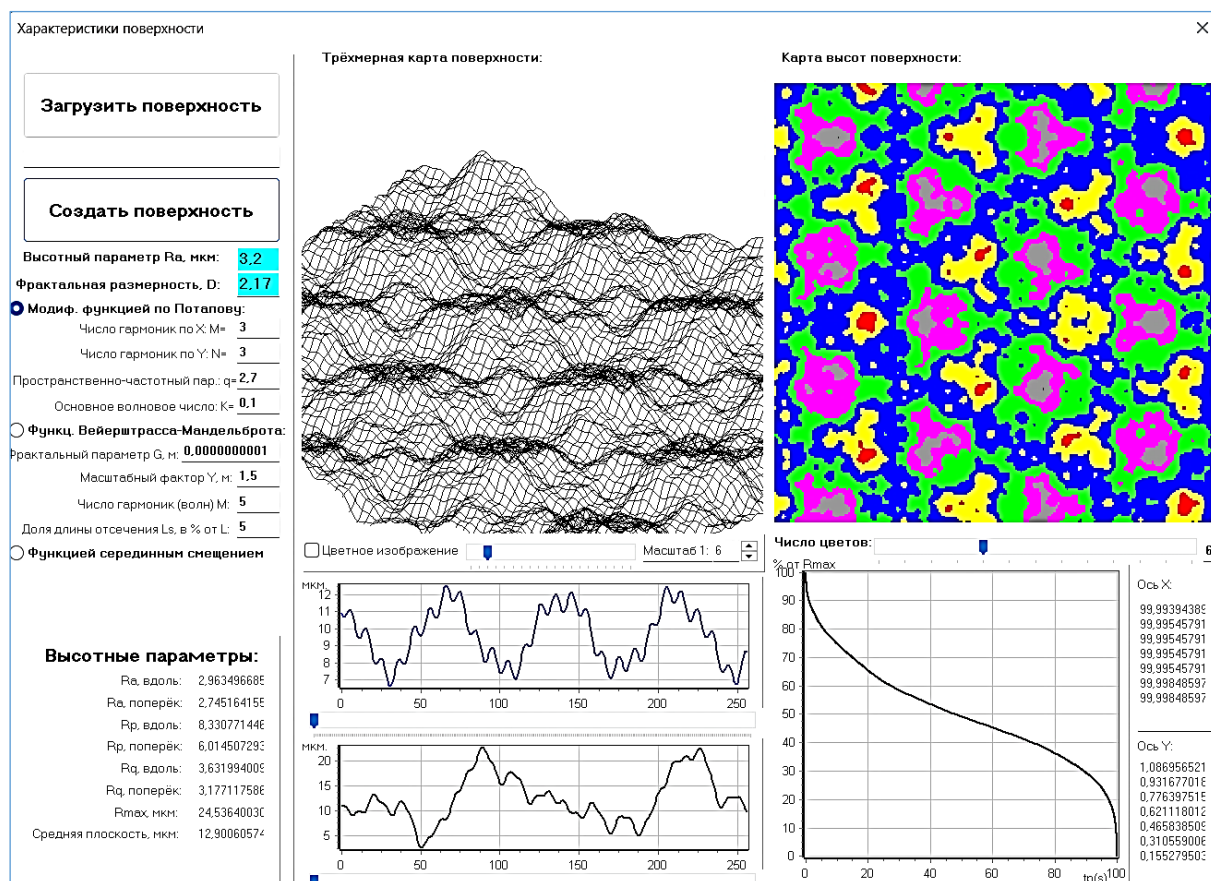 Характеристики поверхности
Загрузить поверхность
Создать поверхность
Высотный параметр Ra, мкм: 3,2
Фрактальная размерность, D: 2,17
Модиф. функцией по Потапову:
Число гармоник по X: M= 3
Число гармоник по Y: N= 3
Пространственно-частотный пар.: q= 2,7
Основное волновое число: K= 0,1
Функц. Вейерштрасса-Мандельброта:
Фрактальный параметр G, м: 0,0000000001
Масштабный фактор Y, м: 1,5
Число гармоник (волн) M: 5
Доля длины отсечения Ls, в % от L: 5
Функцией серединным смещением
Высотные параметры:
Ra, вдоль: 2,963496685
Ra, поперёк: 2,745164155
Rp, вдоль: 8,330771446
Rp, поперёк: 6,014507293
Rq, вдоль: 3,631994009
Rq, поперёк: 3,177117586
Rmax, мкм: 24,53640030
Средняя плоскость, мкм: 12,90060574
Трёхмерная карта поверхности:
Цветное изображение Масштаб 1: 6
мкм.
12
11
10
9
8
7
0 50 100 150 200 250
мкм.
20
15
10
5
0 50 100 150 200 250
Карта высот поверхности:
Число цветов: 6
% от Rmax
100
90
80
70
60
50
40
30
20
10
0
0 20 40 60 80 100
tp(s)
Ось X:
99,99394389
99,99545791
99,99545791
99,99545791
99,99545791
99,99848597
99,99848597
Ось Y:
1,086956521
0,931677018
0,776397515
0,621118012
0,465838509
0,310559006
0,155279503